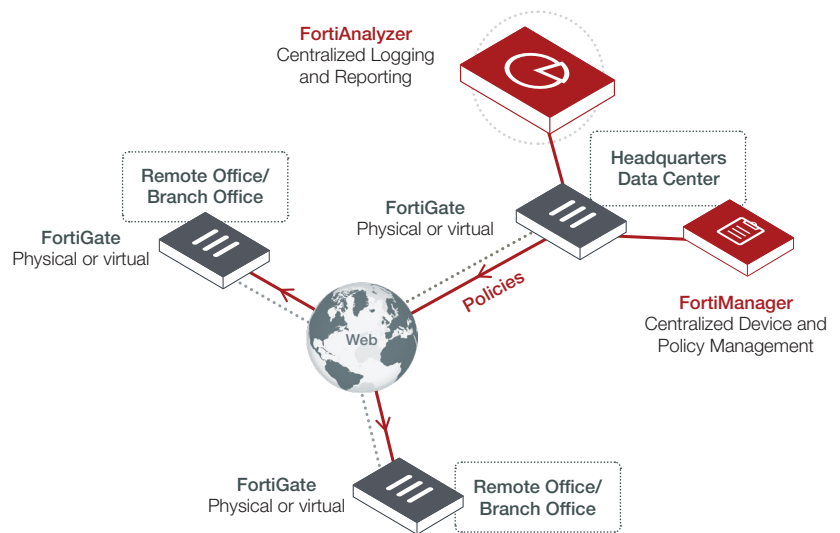 FortiAnalyzer
Centralized Logging
and Reporting
Headquarters
Data Center
Remote Office/
Branch Office
FortiGate
Physical or virtual
FortiGate
Physical or virtual
Policies
FortiManager
Centralized Device and
Policy Management
Web
FortiGate
Physical or virtual
Remote Office/
Branch Office